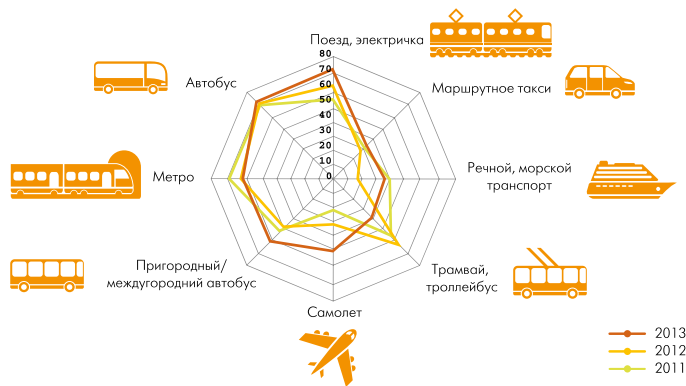 Поезд, электричка
80
70
60
50
40
30
20
10
0
Автобус
Маршрутное такси
Метро
Речной, морской
транспорт
Пригородный/
междугородний автобус
Трамвай,
троллейбус
Самолет
2013
2012
2011